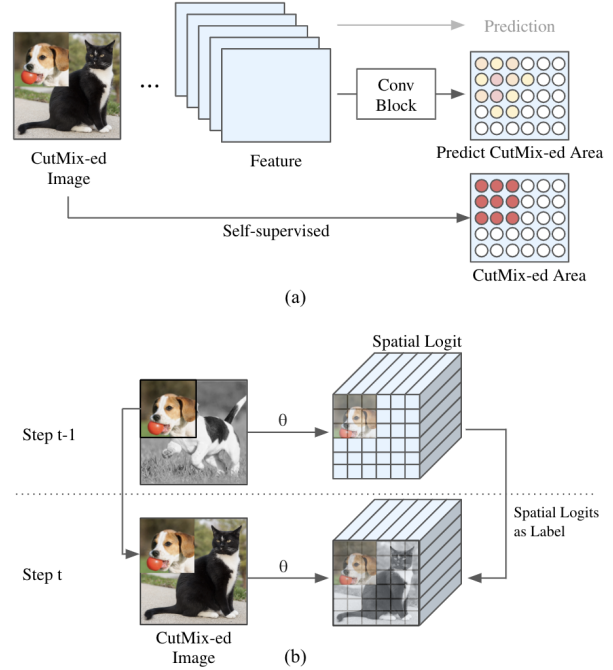 Prediction
...
Conv
Block
CutMix-ed
Image
Feature
Predict CutMix-ed Area
Self-supervised
CutMix-ed Area
(a)
Spatial Logit
Step t-1
θ
Spatial Logits
as Label
Step t
θ
CutMix-ed
Image
(b)